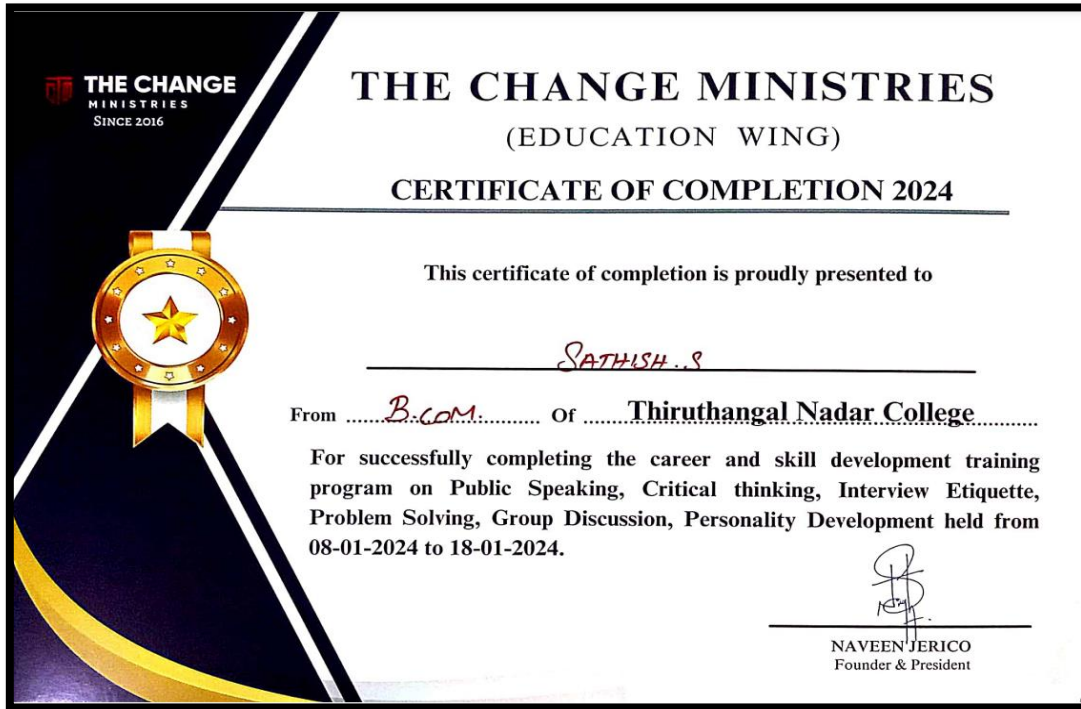 THE CHANGE
MINISTRIES
SINCE 2016
THE CHANGE MINISTRIES
(EDUCATION WING)
CERTIFICATE OF COMPLETION 2024
This certificate of completion is proudly presented to
SATHISH.S
From ....B.COM..... Of ....Thiruthangal Nadar College....
For successfully completing the career and skill development training
program on Public Speaking, Critical thinking, Interview Etiquette,
Problem Solving, Group Discussion, Personality Development held from
08-01-2024 to 18-01-2024.
NAVEEN JERICO
Founder & President